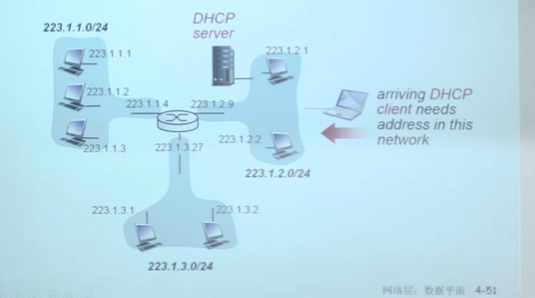 223.1.1.0/24
DHCP
server
223.1.1.1
223.1.2.1
223.1.1.2
arriving DHCP
client needs
address in this
network
223.1.1.4
223.1.2.9
223.1.1.3
223.1.3.27
223.1.2.2
223.1.2.0/24
223.1.3.1
223.1.3.2
223.1.3.0/24
网络层：数据平面 4-51